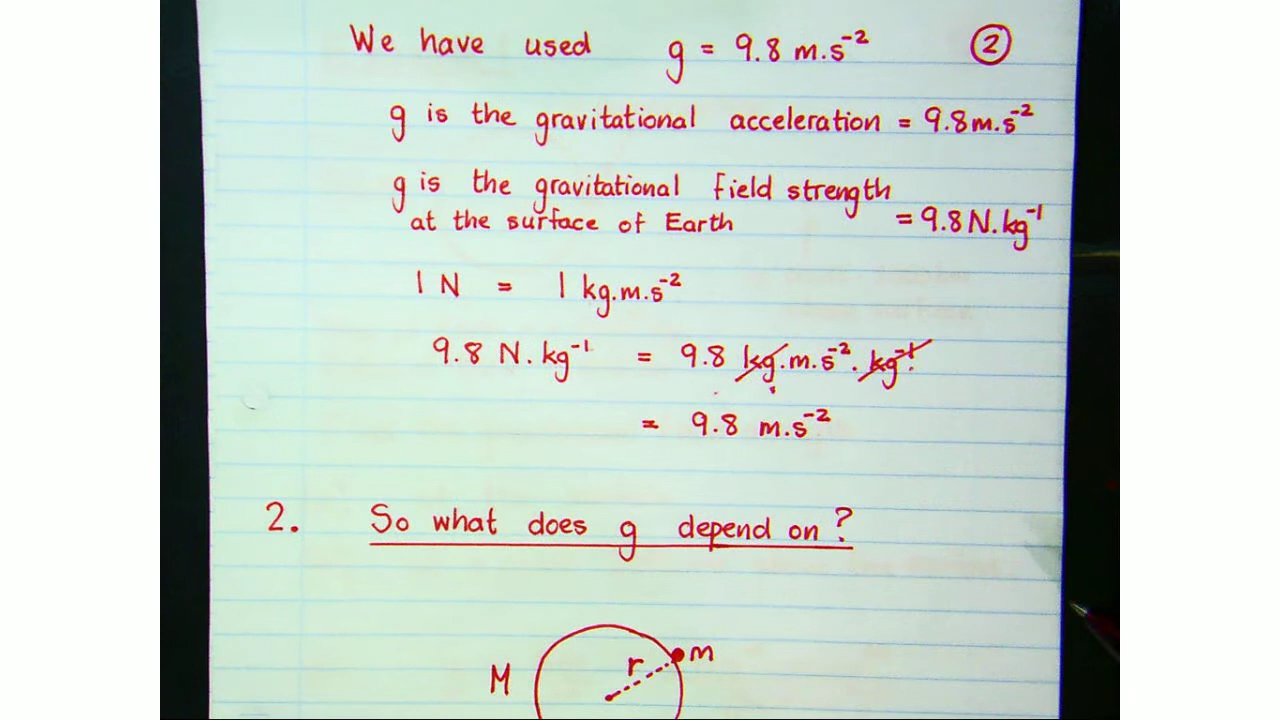 We have used g = 9.8 m.s⁻² ②
g is the gravitational acceleration = 9.8m.s⁻²
g is the gravitational field strength
at the surface of Earth = 9.8N.kg⁻¹
1 N = 1 kg.m.s⁻²
9.8 N.kg⁻¹ = 9.8 kg.m.s⁻².kg⁻¹
= 9.8 m.s⁻²
2. So what does g depend on?
r m
M